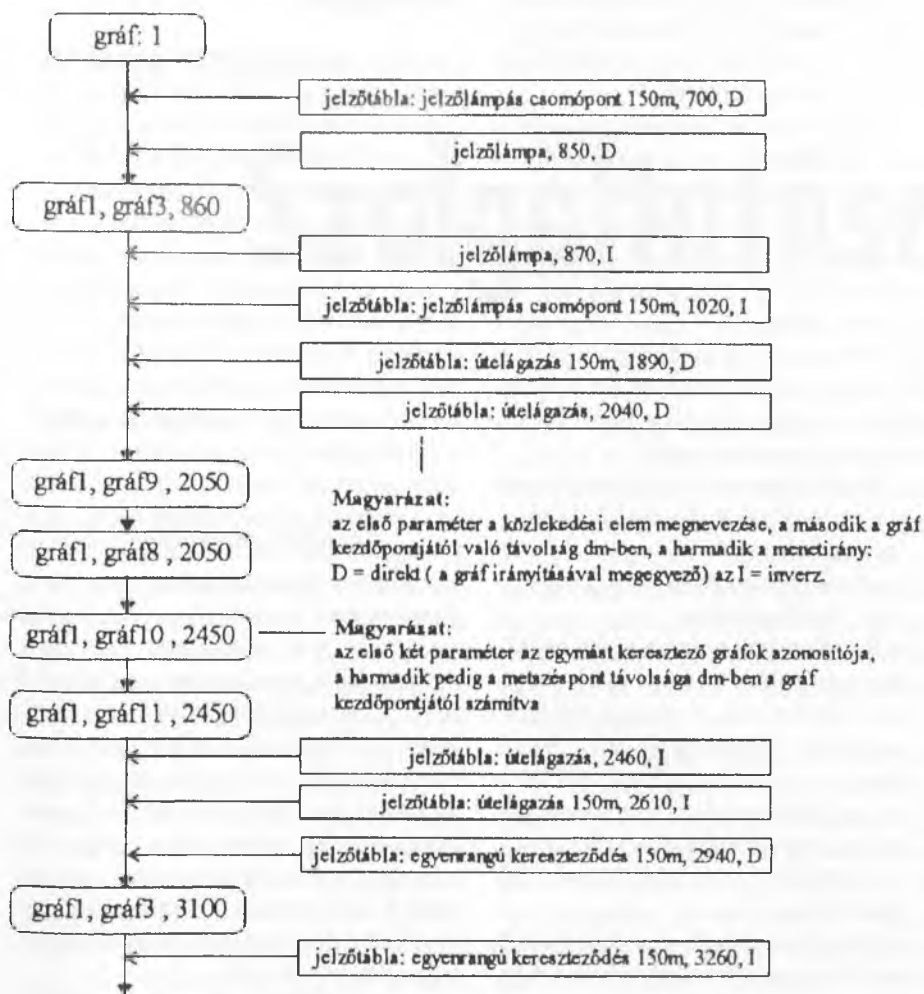 gráf: 1
jelzőtábla: jelzőlámpás csomópont 150m, 700, D
jelzőlámpa, 850, D
gráf1, gráf3, 860
jelzőlámpa, 870, I
jelzőtábla: jelzőlámpás csomópont 150m, 1020, I
jelzőtábla: útelágazás 150m, 1890, D
jelzőtábla: útelágazás, 2040, D
gráf1, gráf9 , 2050
Magyarázat:
az első paraméter a közlekedési elem megnevezése, a második a gráf
kezdőpontjától való távolság dm-ben, a harmadik a menetirány:
D = direkt ( a gráf irányításával megegyező) az I = inverz.
gráf1, gráf8 , 2050
gráf1, gráf10 , 2450
Magyarázat:
az első két paraméter az egymást keresztező gráfok azonosítója,
a harmadik pedig a metszéspont távolsága dm-ben a gráf
kezdőpontjától számítva
gráf1, gráf11 , 2450
jelzőtábla: útelágazás, 2460, I
jelzőtábla: útelágazás 150m, 2610, I
jelzőtábla: egyenrangú kereszteződés 150m, 2940, D
gráf1, gráf3 , 3100
jelzőtábla: egyenrangú kereszteződés 150m, 3260, I